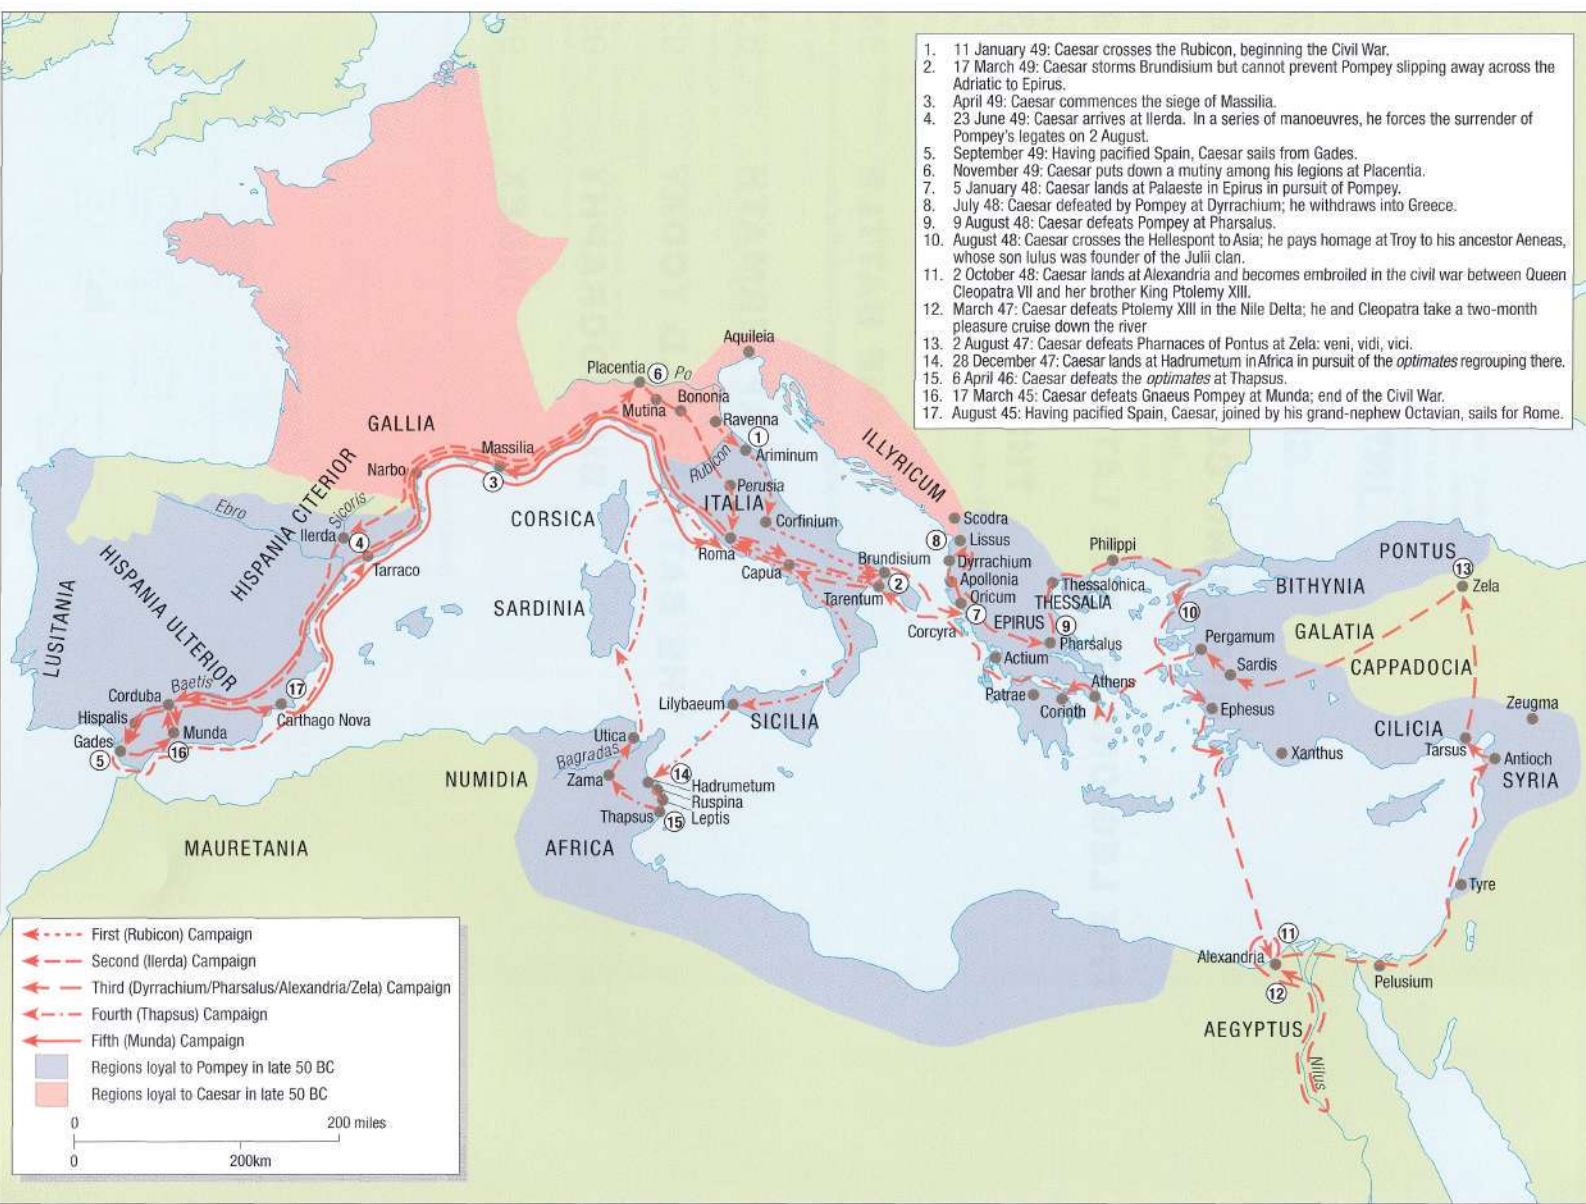 1. 11 January 49: Caesar crosses the Rubicon, beginning the Civil War.
2. 17 March 49: Caesar storms Brundisium but cannot prevent Pompey slipping away across the
Adriatic to Epirus.
3. April 49: Caesar commences the siege of Massilia.
4. 23 June 49: Caesar arrives at Ilerda. In a series of manoeuvres, he forces the surrender of
Pompey's legates on 2 August.
5. September 49: Having pacified Spain, Caesar sails from Gades.
6. November 49: Caesar puts down a mutiny among his legions at Placentia.
7. 5 January 48: Caesar lands at Palaeste in Epirus in pursuit of Pompey.
8. July 48: Caesar defeated by Pompey at Dyrrachium; he withdraws into Greece.
9. 9 August 48: Caesar defeats Pompey at Pharsalus.
10. August 48: Caesar crosses the Hellespont to Asia; he pays homage at Troy to his ancestor Aeneas,
whose son Iulus was founder of the Julii clan.
11. 2 October 48: Caesar lands at Alexandria and becomes embroiled in the civil war between Queen
Cleopatra VII and her brother King Ptolemy XIII.
12. March 47: Caesar defeats Ptolemy XIII in the Nile Delta; he and Cleopatra take a two-month
pleasure cruise down the river
13. 2 August 47: Caesar defeats Pharnaces of Pontus at Zela: veni, vidi, vici.
14. 28 December 47: Caesar lands at Hadrumetum in Africa in pursuit of the optimates regrouping there.
15. 6 April 46: Caesar defeats the optimates at Thapsus.
16. 17 March 45: Caesar defeats Gnaeus Pompey at Munda; end of the Civil War.
17. August 45: Having pacified Spain, Caesar, joined by his grand-nephew Octavian, sails for Rome.
Aquileia
Placentia
6
Po
Mutina
Bononia
Ravenna
1
Ariminum
Rubicon
GALLIA
Massilia
3
Narbo
ILLYRICUM
Perusia
ITALIA
Corfinium
Roma
Capua
Brundisium
2
Tarentum
CORSICA
SARDINIA
HISPANIA CITERIOR
Ebro
Sicoris
Ilerda
4
Tarraco
HISPANIA ULTERIOR
LUSITANIA
Corduba
Baetis
Hispalis
Gades
5
Munda
16
17
Carthago Nova
Scodra
8
Lissus
Dyrrachium
Apollonia
Oricum
7
EPIRUS
Corcyra
Philippi
Thessalonica
THESSALIA
9
Pharsalus
Actium
Patrae
Corinth
Athens
10
Pergamum
Sardis
Ephesus
Xanthus
BITHYNIA
PONTUS
13
Zela
GALATIA
CAPPADOCIA
Zeugma
CILICIA
Tarsus
Antioch
SYRIA
Tyre
Lilybaeum
SICILIA
Utica
Bagradas
Zama
NUMIDIA
14
Hadrumetum
Ruspina
Leptis
Thapsus
15
AFRICA
MAURETANIA
11
Alexandria
12
Pelusium
AEGYPTUS
Nilus
First (Rubicon) Campaign
Second (Ilerda) Campaign
Third (Dyrrachium/Pharsalus/Alexandria/Zela) Campaign
Fourth (Thapsus) Campaign
Fifth (Munda) Campaign
Regions loyal to Pompey in late 50 BC
Regions loyal to Caesar in late 50 BC
0 200 miles
0 200km